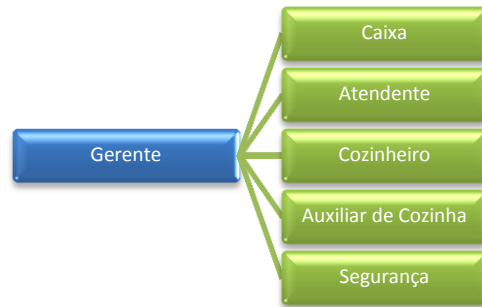 Caixa
Atendente
Gerente
Cozinheiro
Auxiliar de Cozinha
Segurança